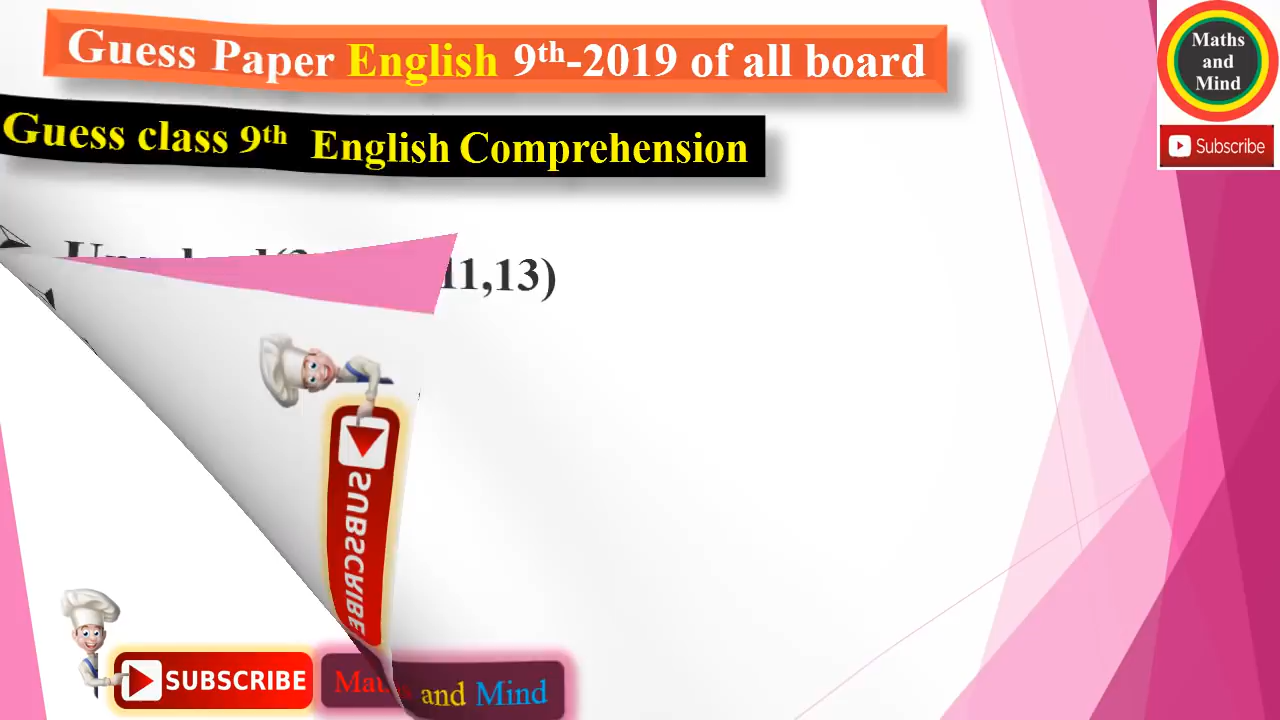 Guess Paper English 9th-2019 of all board
Maths
and
Mind
Subscribe
Guess class 9th English Comprehension
11,13)
SUBSCRIBE
SUBSCRIBE
and Mind